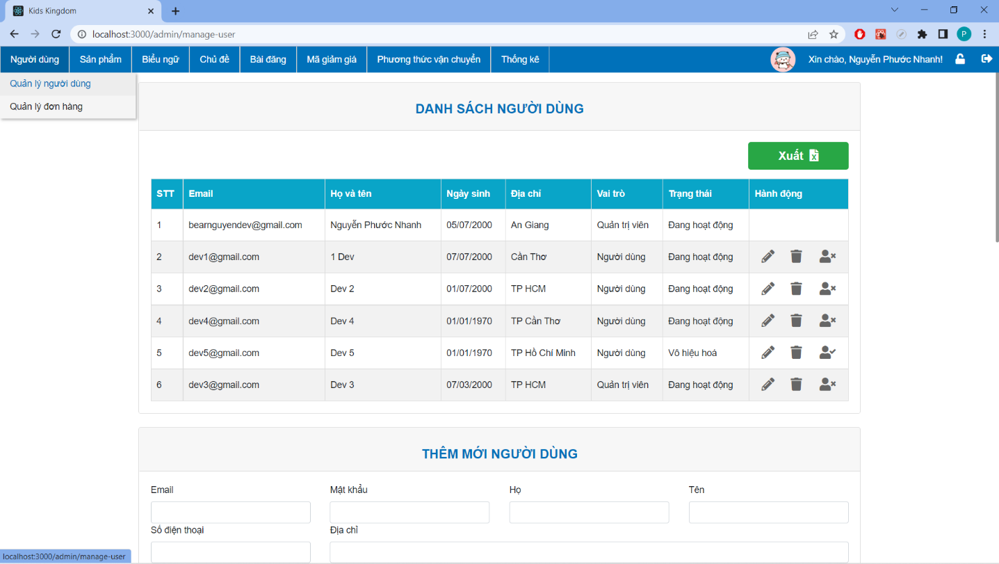 Kids Kingdom
localhost:3000/admin/manage-user
P
Người dùng Sản phẩm Biểu ngữ Chủ đề Bài đăng Mã giảm giá Phương thức vận chuyển Thống kê Xin chào, Nguyễn Phước Nhanh!
Quản lý người dùng
Quản lý đơn hàng
DANH SÁCH NGƯỜI DÙNG
Xuất
STT Email Họ và tên Ngày sinh Địa chỉ Vai trò Trạng thái Hành động
1 bearnguyendev@gmail.com Nguyễn Phước Nhanh 05/07/2000 An Giang Quản trị viên Đang hoạt động
2 dev1@gmail.com 1 Dev 07/07/2000 Cần Thơ Người dùng Đang hoạt động
3 dev2@gmail.com Dev 2 01/07/2000 TP HCM Người dùng Đang hoạt động
4 dev4@gmail.com Dev 4 01/01/1970 TP Cần Thơ Người dùng Đang hoạt động
5 dev5@gmail.com Dev 5 01/01/1970 TP Hồ Chí Minh Người dùng Vô hiệu hoá
6 dev3@gmail.com Dev 3 07/03/2000 TP HCM Quản trị viên Đang hoạt động
THÊM MỚI NGƯỜI DÙNG
Email Mật khẩu Họ Tên
Số điện thoại Địa chỉ
localhost:3000/admin/manage-user